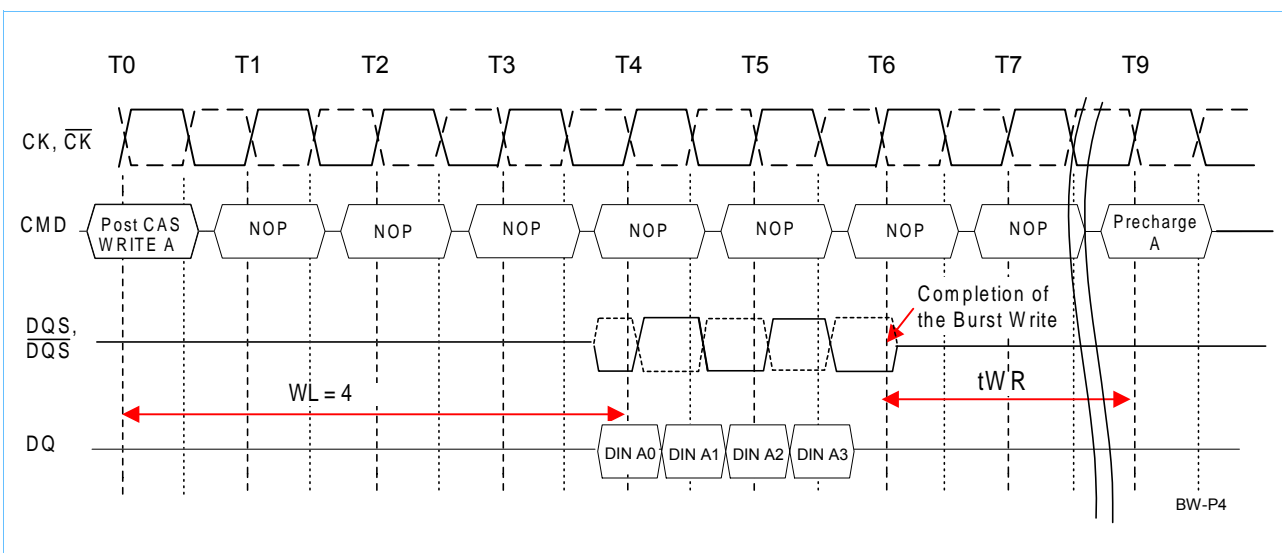 T0 T1 T2 T3 T4 T5 T6 T7 T9
CK, CK
CMD
Post CAS
WRITE A
NOP NOP NOP NOP NOP NOP NOP
Precharge
A
Completion of
the Burst Write
DQS,
DQS
WL = 4
tWR
DQ
DIN A0 DIN A1 DIN A2 DIN A3
BW-P4